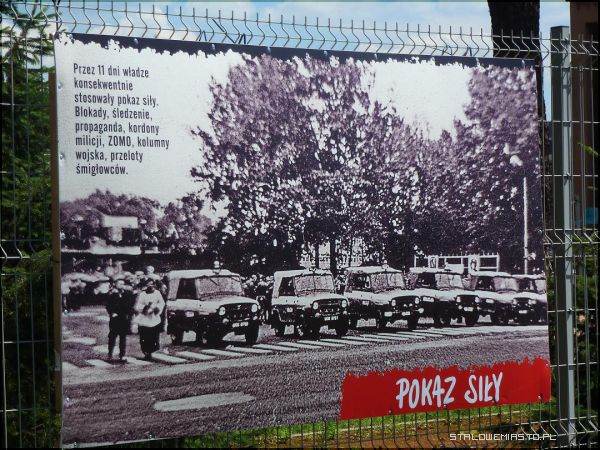 Przez 11 dni władze
konsekwentnie
stosowały pokaz siły.
Blokady, śledzenie,
propaganda, kordony
milicji, ZOMO, kolumny
wojska, przeloty
śmigłowców.
POKAZ SIŁY
STALOWEMIASTO.PL